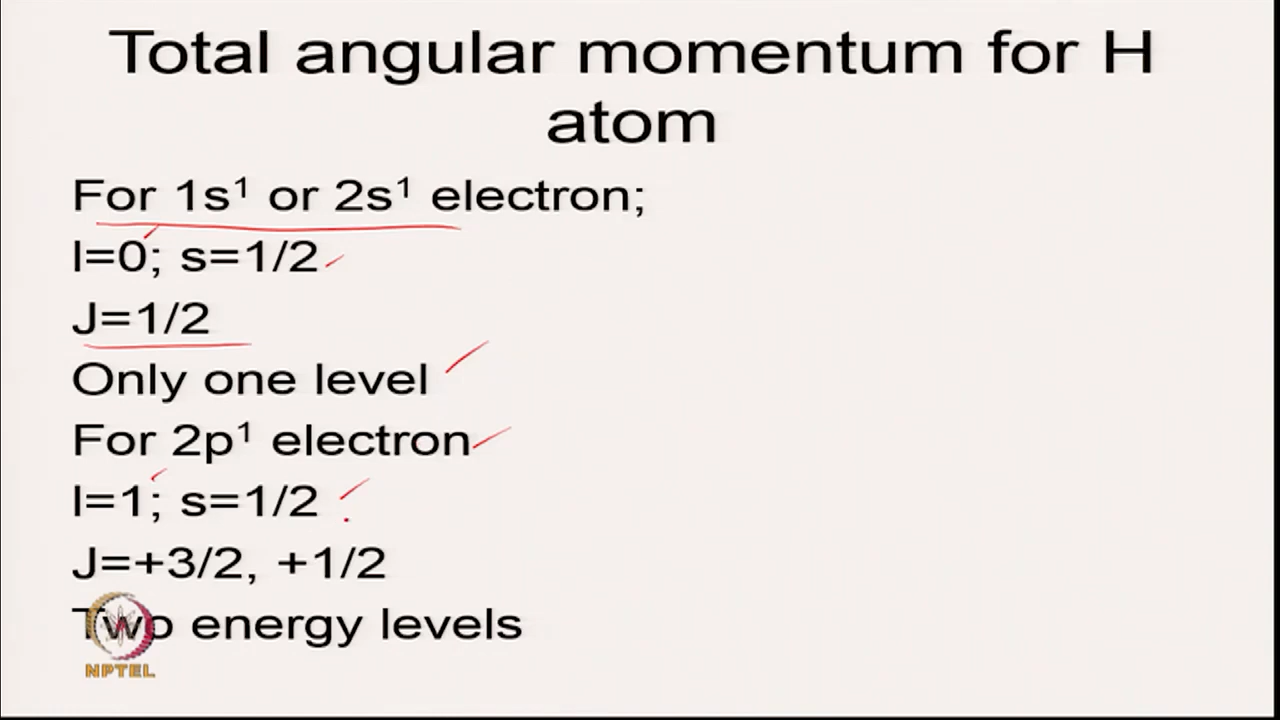 Total angular momentum for H
atom
For 1s¹ or 2s¹ electron;
l=0; s=1/2
J=1/2
Only one level
For 2p¹ electron
l=1; s=1/2
J=+3/2, +1/2
Two energy levels
NPTEL